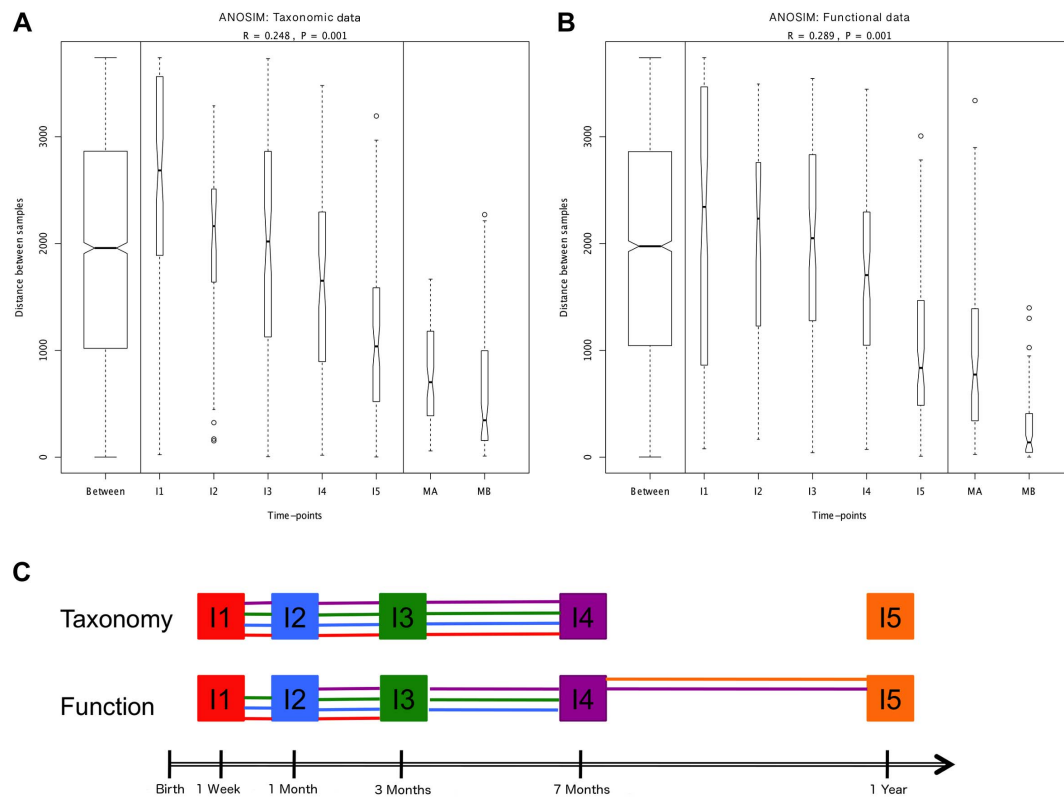 A
ANOSIM: Taxonomic data
R = 0.248 , P = 0.001
Distance between samples
3000
2000
1000
0
Between I1 I2 I3 I4 I5 MA MB
Time−points
B
ANOSIM: Functional data
R = 0.289 , P = 0.001
Distance between samples
3000
2000
1000
0
Between I1 I2 I3 I4 I5 MA MB
Time−points
C
Taxonomy I1 I2 I3 I4 I5
Function I1 I2 I3 I4 I5
Birth 1 Week 1 Month 3 Months 7 Months 1 Year